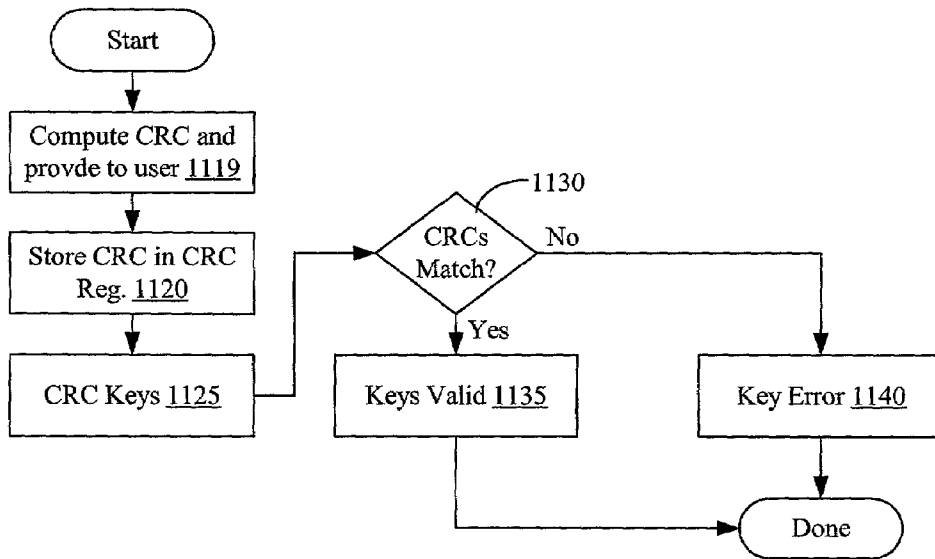 Start
Compute CRC and
provde to user 1119
Store CRC in CRC
Reg. 1120
CRC Keys 1125
1130
CRCs
Match?
No
Yes
Keys Valid 1135
Key Error 1140
Done